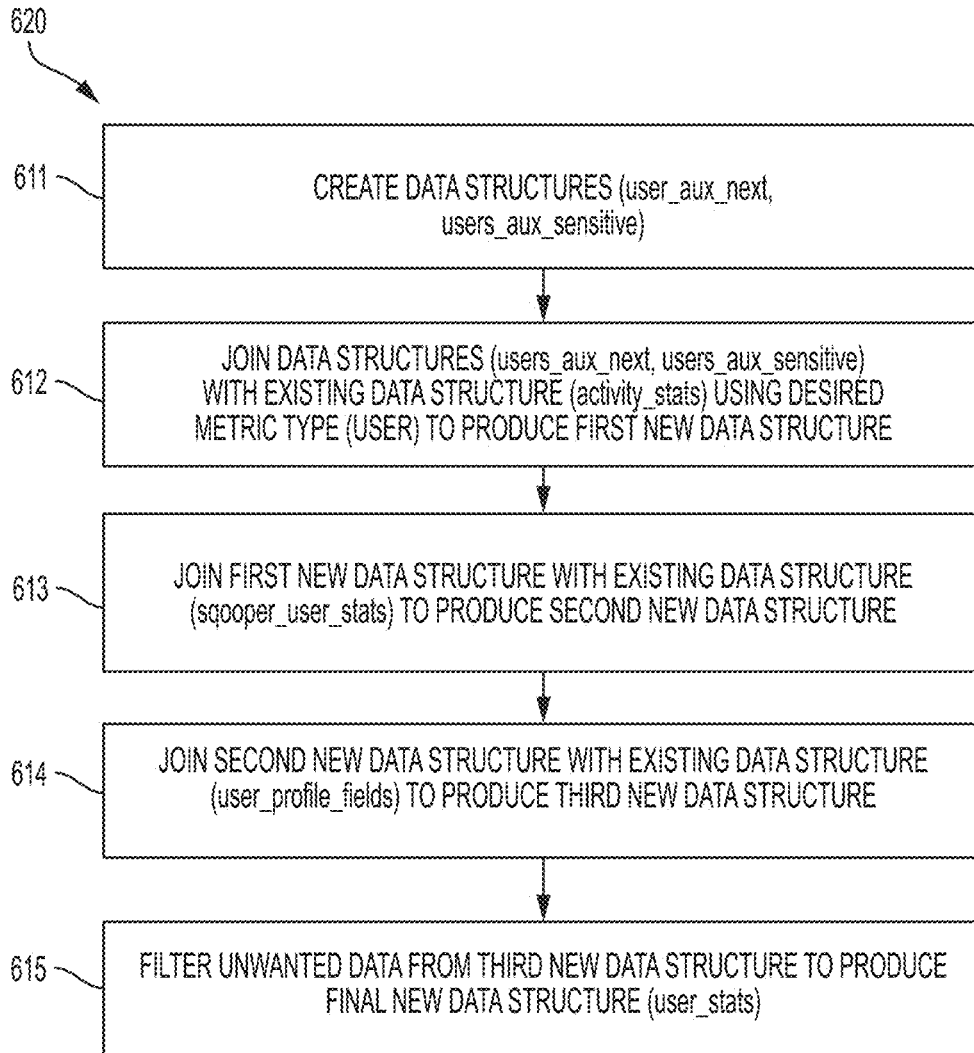 620
611
CREATE DATA STRUCTURES (user_aux_next,
users_aux_sensitive)
612
JOIN DATA STRUCTURES (users_aux_next, users_aux_sensitive)
WITH EXISTING DATA STRUCTURE (activity_stais) USING DESIRED
METRIC TYPE (USER) TO PRODUCE FIRST NEW DATA STRUCTURE
613
JOIN FIRST NEW DATA STRUCTURE WITH EXISTING DATA STRUCTURE
(sqooper_user_stats) TO PRODUCE SECOND NEW DATA STRUCTURE
614
JOIN SECOND NEW DATA STRUCTURE WITH EXISTING DATA STRUCTURE
(user_profile_fields) TO PRODUCE THIRD NEW DATA STRUCTURE
615
FILTER UNWANTED DATA FROM THIRD NEW DATA STRUCTURE TO PRODUCE
FINAL NEW DATA STRUCTURE (user_stats)